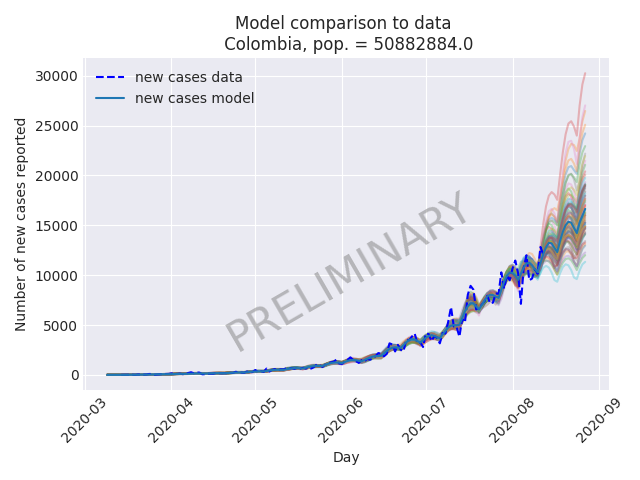 Model comparison to data
Colombia, pop. = 50882884.0
new cases data
new cases model
30000
25000
20000
15000
10000
5000
0
Number of new cases reported
PRELIMINARY
2020-03
2020-04
2020-05
2020-06
2020-07
2020-08
2020-09
Day